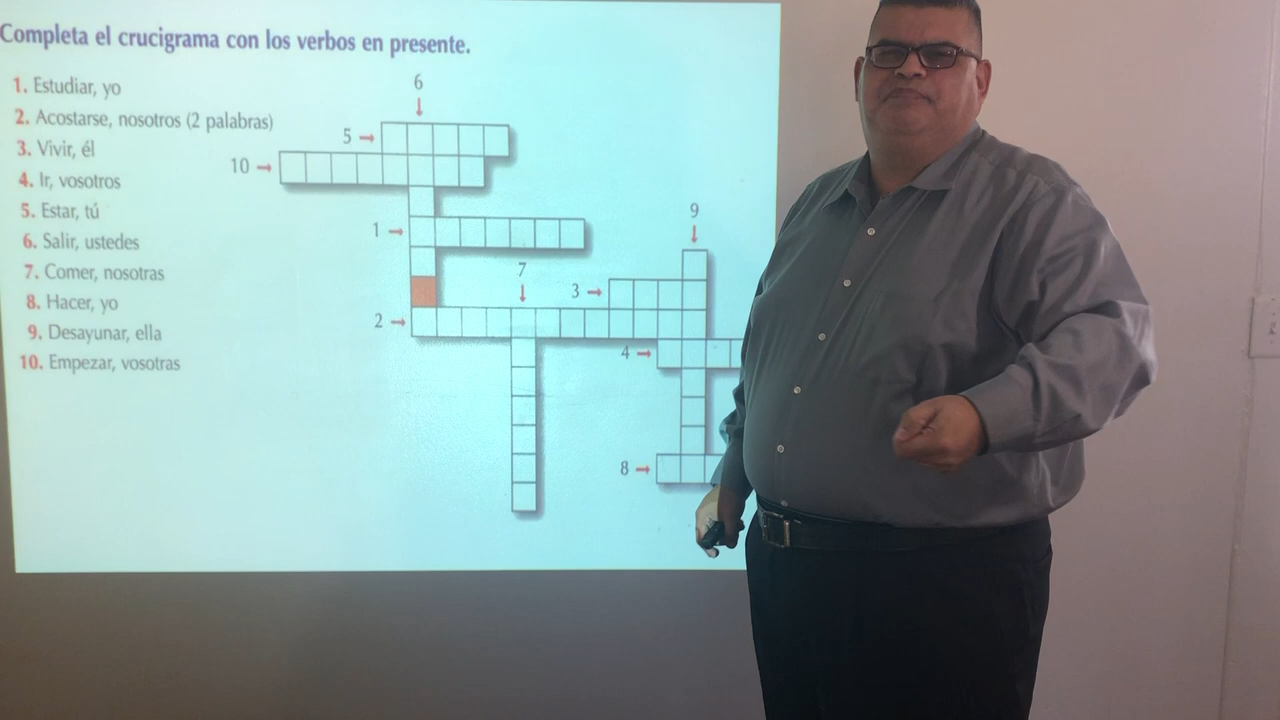 Completa el crucigrama con los verbos en presente.
1. Estudiar, yo
2. Acostarse, nosotros (2 palabras)
3. Vivir, él
4. Ir, vosotros
5. Estar, tú
6. Salir, ustedes
7. Comer, nosotras
8. Hacer, yo
9. Desayunar, ella
10. Empezar, vosotras
6
5
10
9
1
7
3
2
4
8